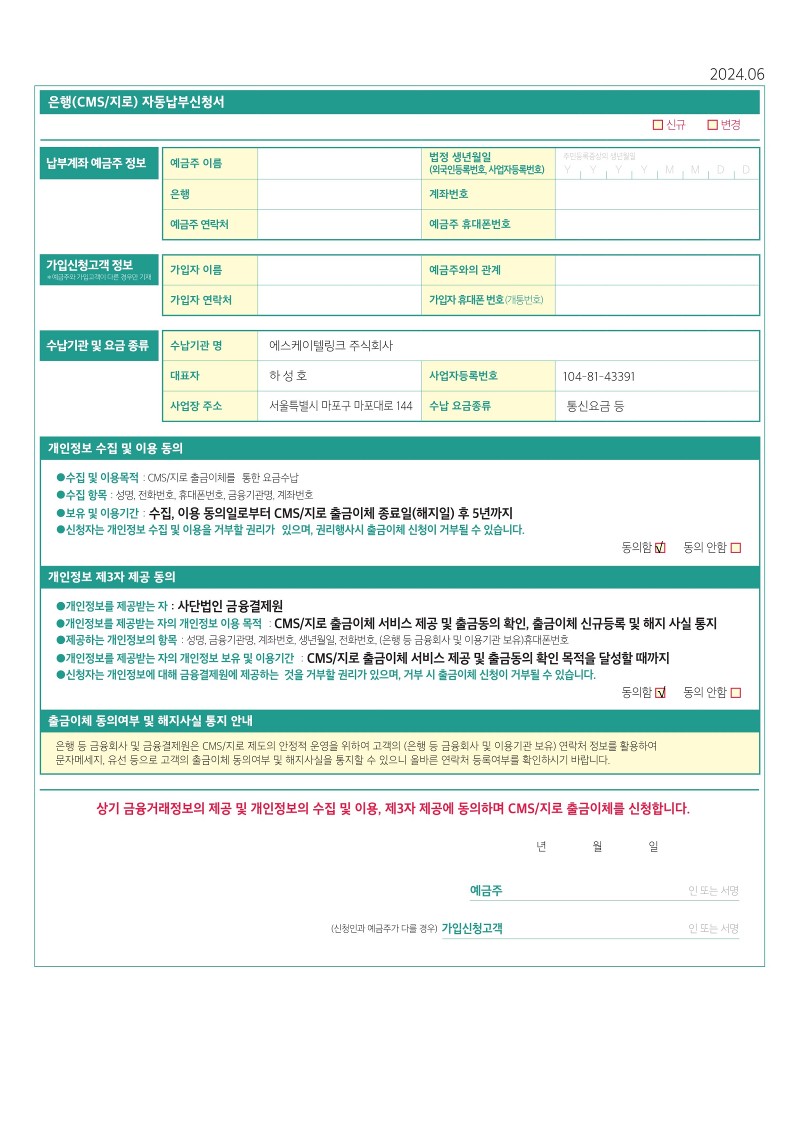 2024.06
은행(CMS/지로) 자동납부신청서
신규 변경
납부계좌 예금주 정보
예금주 이름
법정 생년월일
(외국인등록번호, 사업자등록번호)
주민등록증상의 생년월일
Y Y Y Y M M D D
은행
계좌번호
예금주 연락처
예금주 휴대폰번호
가입신청고객 정보
*예금주와 가입고객이 다른 경우만 기재
가입자 이름
예금주와의 관계
가입자 연락처
가입자 휴대폰 번호(개통번호)
수납기관 및 요금 종류
수납기관 명
에스케이텔링크 주식회사
대표자
하 성 호
사업자등록번호
104-81-43391
사업장 주소
서울특별시 마포구 마포대로 144
수납 요금종류
통신요금 등
개인정보 수집 및 이용 동의
●수집 및 이용목적 : CMS/지로 출금이체를 통한 요금수납
●수집 항목 : 성명, 전화번호, 휴대폰번호, 금융기관명, 계좌번호
●보유 및 이용기간 : 수집, 이용 동의일로부터 CMS/지로 출금이체 종료일(해지일) 후 5년까지
●신청자는 개인정보 수집 및 이용을 거부할 권리가 있으며, 권리행사시 출금이체 신청이 거부될 수 있습니다.
동의함 ☑ 동의 안함 □
개인정보 제3자 제공 동의
●개인정보를 제공받는 자 : 사단법인 금융결제원
●개인정보를 제공받는 자의 개인정보 이용 목적 : CMS/지로 출금이체 서비스 제공 및 출금동의 확인, 출금이체 신규등록 및 해지 사실 통지
●제공하는 개인정보의 항목 : 성명, 금융기관명, 계좌번호, 생년월일, 전화번호, (은행 등 금융회사 및 이용기관 보유)휴대폰번호
●개인정보를 제공받는 자의 개인정보 보유 및 이용기간 : CMS/지로 출금이체 서비스 제공 및 출금동의 확인 목적을 달성할 때까지
●신청자는 개인정보에 대해 금융결제원에 제공하는 것을 거부할 권리가 있으며, 거부 시 출금이체 신청이 거부될 수 있습니다.
동의함 ☑ 동의 안함 □
출금이체 동의여부 및 해지사실 통지 안내
은행 등 금융회사 및 금융결제원은 CMS/지로 제도의 안정적 운영을 위하여 고객의 (은행 등 금융회사 및 이용기관 보유) 연락처 정보를 활용하여
문자메세지, 유선 등으로 고객의 출금이체 동의여부 및 해지사실을 통지할 수 있으니 올바른 연락처 등록여부를 확인하시기 바랍니다.
상기 금융거래정보의 제공 및 개인정보의 수집 및 이용, 제3자 제공에 동의하며 CMS/지로 출금이체를 신청합니다.
년 월 일
예금주 인 또는 서명
(신청인과 예금주가 다를 경우) 가입신청고객 인 또는 서명